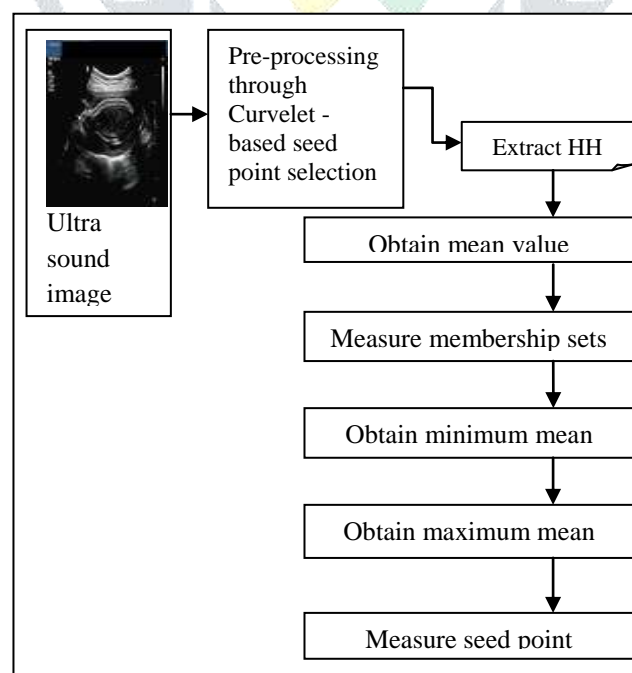 Ultra
sound
image
Pre-processing
through
Curvelet -
based seed
point selection
Extract HH
Obtain mean value
Measure membership sets
Obtain minimum mean
Obtain maximum mean
Measure seed point